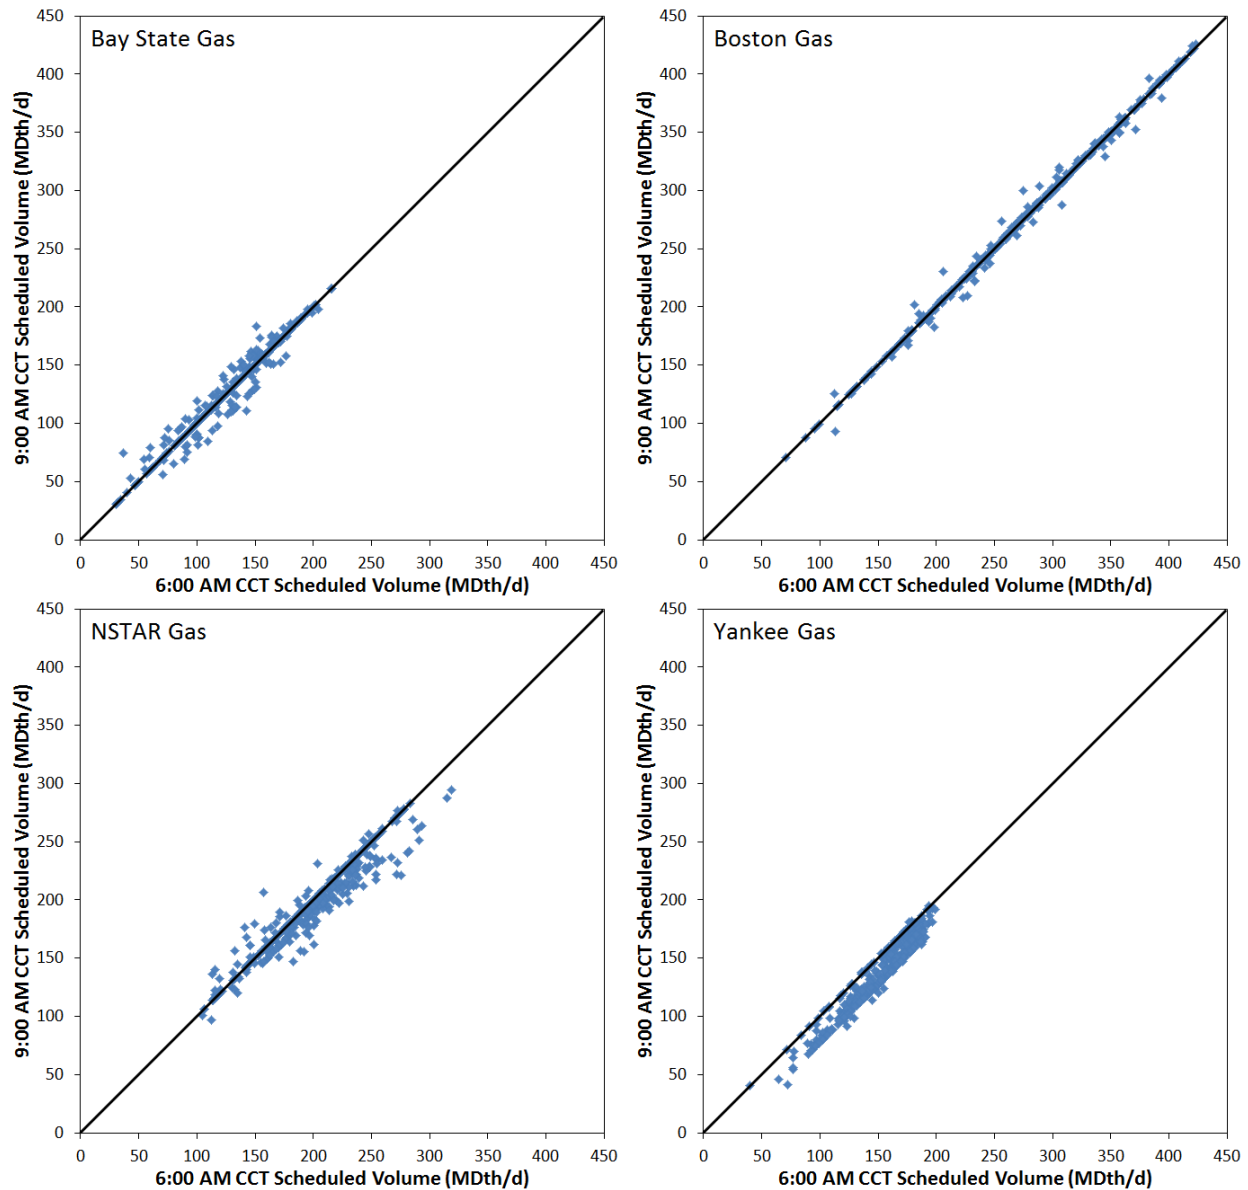 Bay State Gas
9:00 AM CCT Scheduled Volume (MDth/d)
450
400
350
300
250
200
150
100
50
0
0 50 100 150 200 250 300 350 400 450
6:00 AM CCT Scheduled Volume (MDth/d)
Boston Gas
9:00 AM CCT Scheduled Volume (MDth/d)
450
400
350
300
250
200
150
100
50
0
0 50 100 150 200 250 300 350 400 450
6:00 AM CCT Scheduled Volume (MDth/d)
NSTAR Gas
9:00 AM CCT Scheduled Volume (MDth/d)
450
400
350
300
250
200
150
100
50
0
0 50 100 150 200 250 300 350 400 450
6:00 AM CCT Scheduled Volume (MDth/d)
Yankee Gas
9:00 AM CCT Scheduled Volume (MDth/d)
450
400
350
300
250
200
150
100
50
0
0 50 100 150 200 250 300 350 400 450
6:00 AM CCT Scheduled Volume (MDth/d)